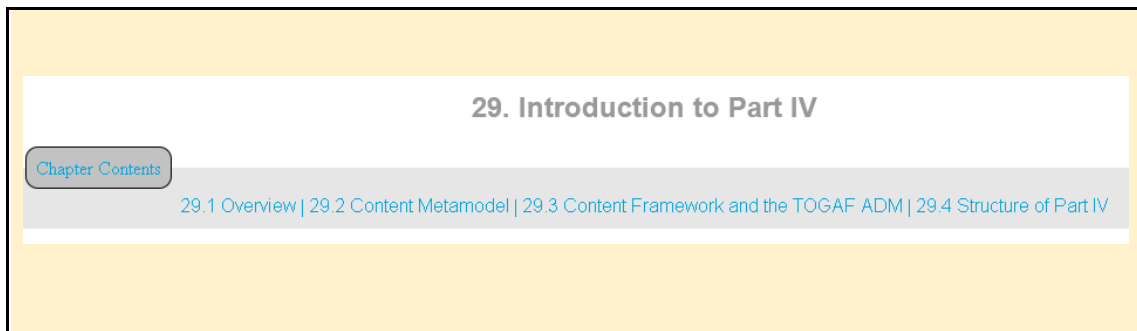 29. Introduction to Part IV
Chapter Contents
29.1 Overview | 29.2 Content Metamodel | 29.3 Content Framework and the TOGAF ADM | 29.4 Structure of Part IV